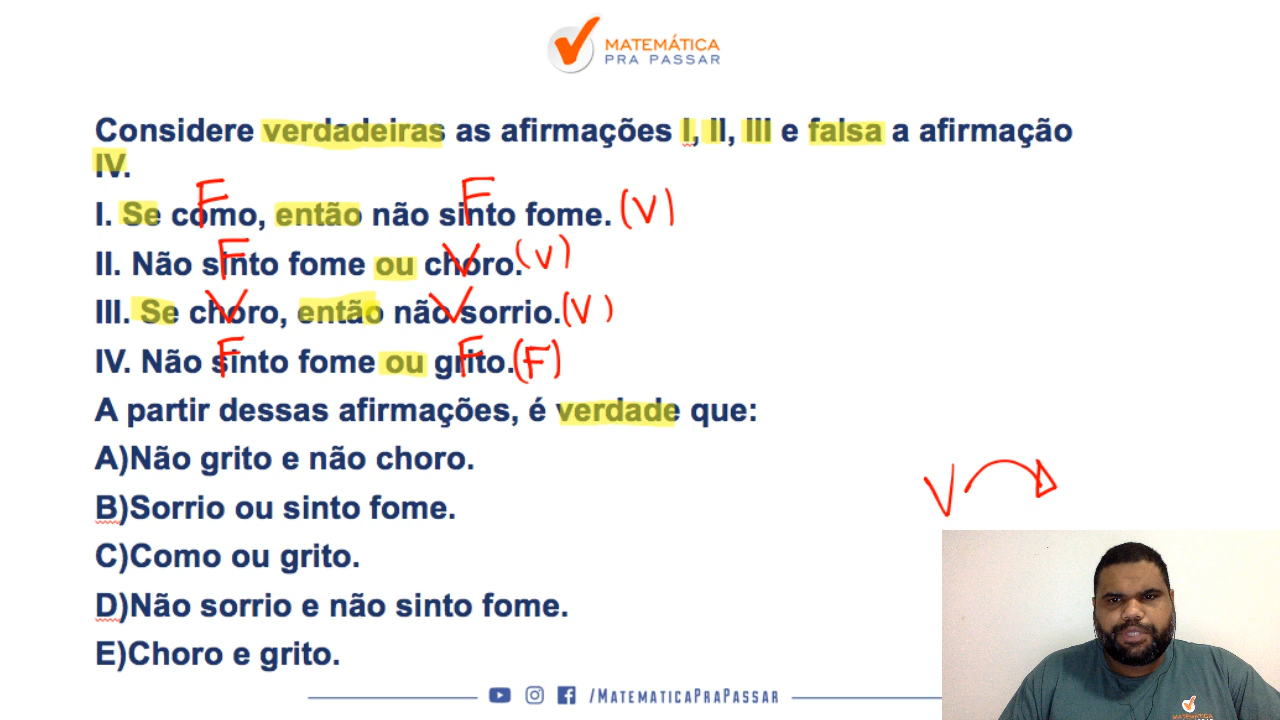 MATEMÁTICA
PRA PASSAR
Considere verdadeiras as afirmações I, II, III e falsa a afirmação
IV.
F F
I. Se como, então não sinto fome. (V)
F V
II. Não sinto fome ou choro. (V)
V V
III. Se choro, então não sorrio. (V)
F F
IV. Não sinto fome ou grito. (F)
A partir dessas afirmações, é verdade que:
A)Não grito e não choro.
B)Sorrio ou sinto fome.
V
C)Como ou grito.
D)Não sorrio e não sinto fome.
E)Choro e grito.
/MATEMATICAPRAPASSAR
MATEMÁTICA